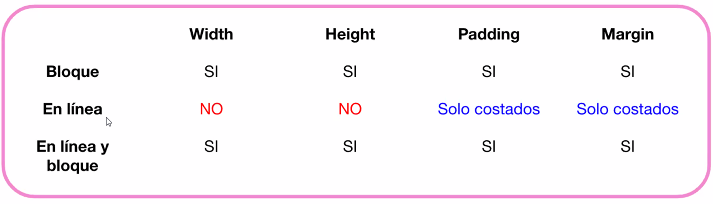 Width Height Padding Margin
Bloque SI SI SI SI
En línea NO NO Solo costados Solo costados
En línea y SI SI SI SI
bloque